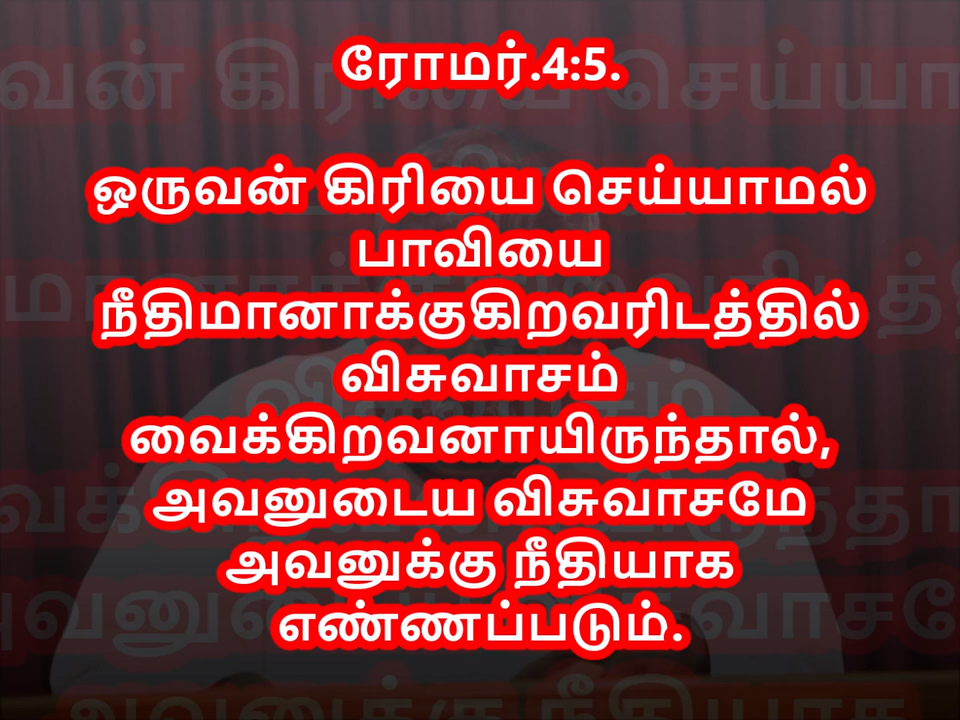 ரோமர்.4:5.
ஒருவன் கிரியை செய்யாமல்
பாவியை
நீதிமானாக்குகிறவரிடத்தில்
விசுவாசம்
வைக்கிறவனாயிருந்தால்,
அவனுடைய விசுவாசமே
அவனுக்கு நீதியாக
எண்ணப்படும்.